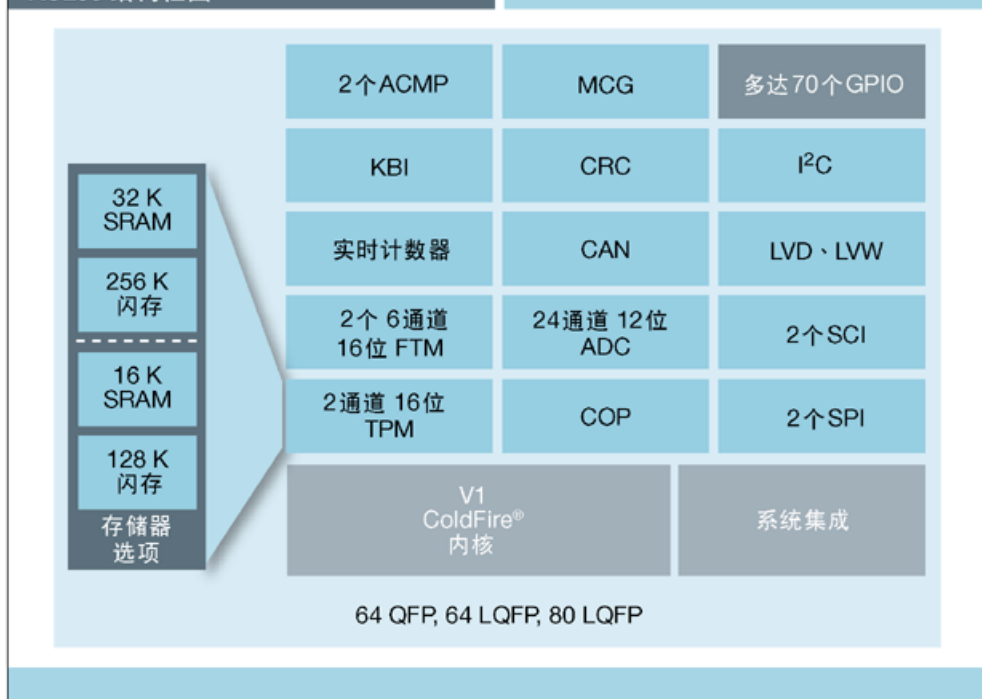 2个ACMP
MCG
多达70个GPIO
KBI
CRC
I²C
32 K
SRAM
实时计数器
CAN
LVD、LVW
256 K
闪存
2个 6通道
16位 FTM
24通道 12位
ADC
2个SCI
16 K
SRAM
2通道 16位
TPM
COP
2个SPI
128 K
闪存
存储器
选项
V1
ColdFire®
内核
系统集成
64 QFP, 64 LQFP, 80 LQFP